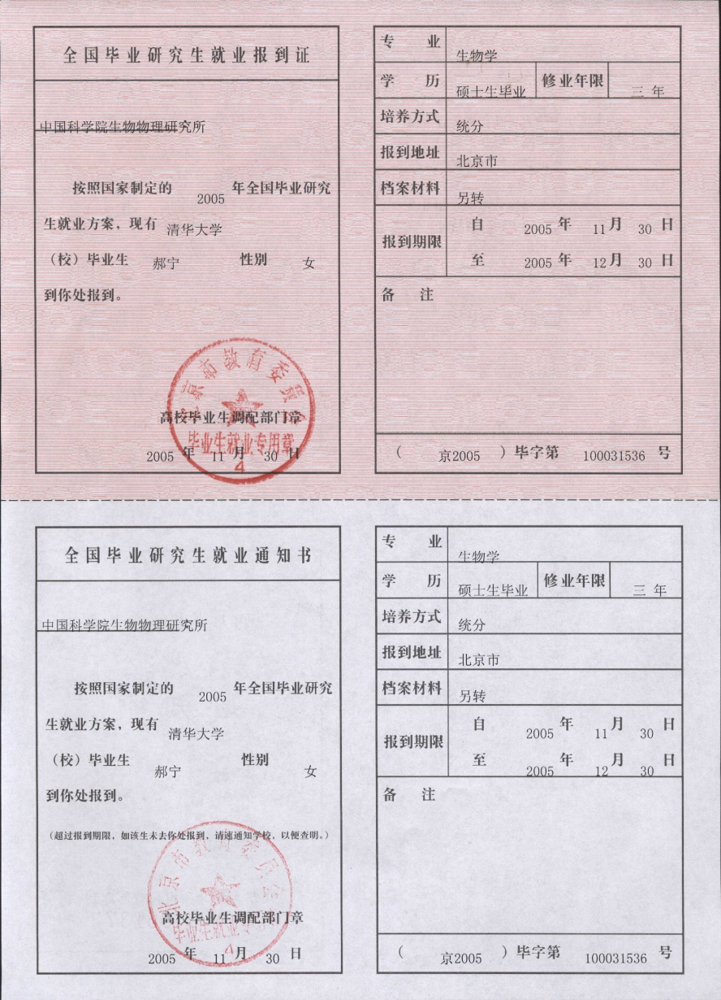 全国毕业研究生就业报到证
中国科学院生物物理研究所
按照国家制定的 2005 年全国毕业研究
生就业方案，现有 清华大学
（校）毕业生 郝宁 性别 女
到你处报到。
北京市教育委员会
高校毕业生调配部门章
毕业生就业专用章
2005 年 11 月 30 日
4
专 业 生物学
学 历 硕士生毕业 修业年限 三 年
培养方式 统分
报到地址 北京市
档案材料 另转
报到期限 自 2005 年 11 月 30 日
至 2005 年 12 月 30 日
备 注
（ 京2005 ）毕字第 100031536 号
全国毕业研究生就业通知书
中国科学院生物物理研究所
按照国家制定的 2005 年全国毕业研究
生就业方案，现有 清华大学
（校）毕业生 郝宁 性别 女
到你处报到。
（超过报到期限，如该生未去你处报到，请速通知学校，以便查明。）
北京市教育委员会
高校毕业生调配部门章
毕业生就业专用章
2005 年 11 月 30 日
4
专 业 生物学
学 历 硕士生毕业 修业年限 三 年
培养方式 统分
报到地址 北京市
档案材料 另转
报到期限 自 2005 年 11 月 30 日
至 2005 年 12 月 30 日
备 注
（ 京2005 ）毕字第 100031536 号